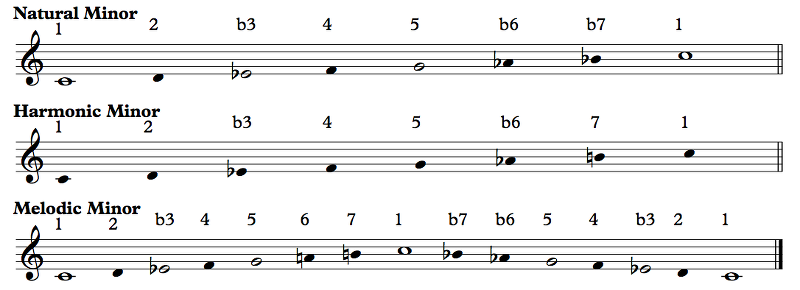 Natural Minor
1 2 b3 4 5 b6 b7 1
Harmonic Minor
1 2 b3 4 5 b6 7 1
Melodic Minor
1 2 b3 4 5 6 7 1 b7 b6 5 4 b3 2 1